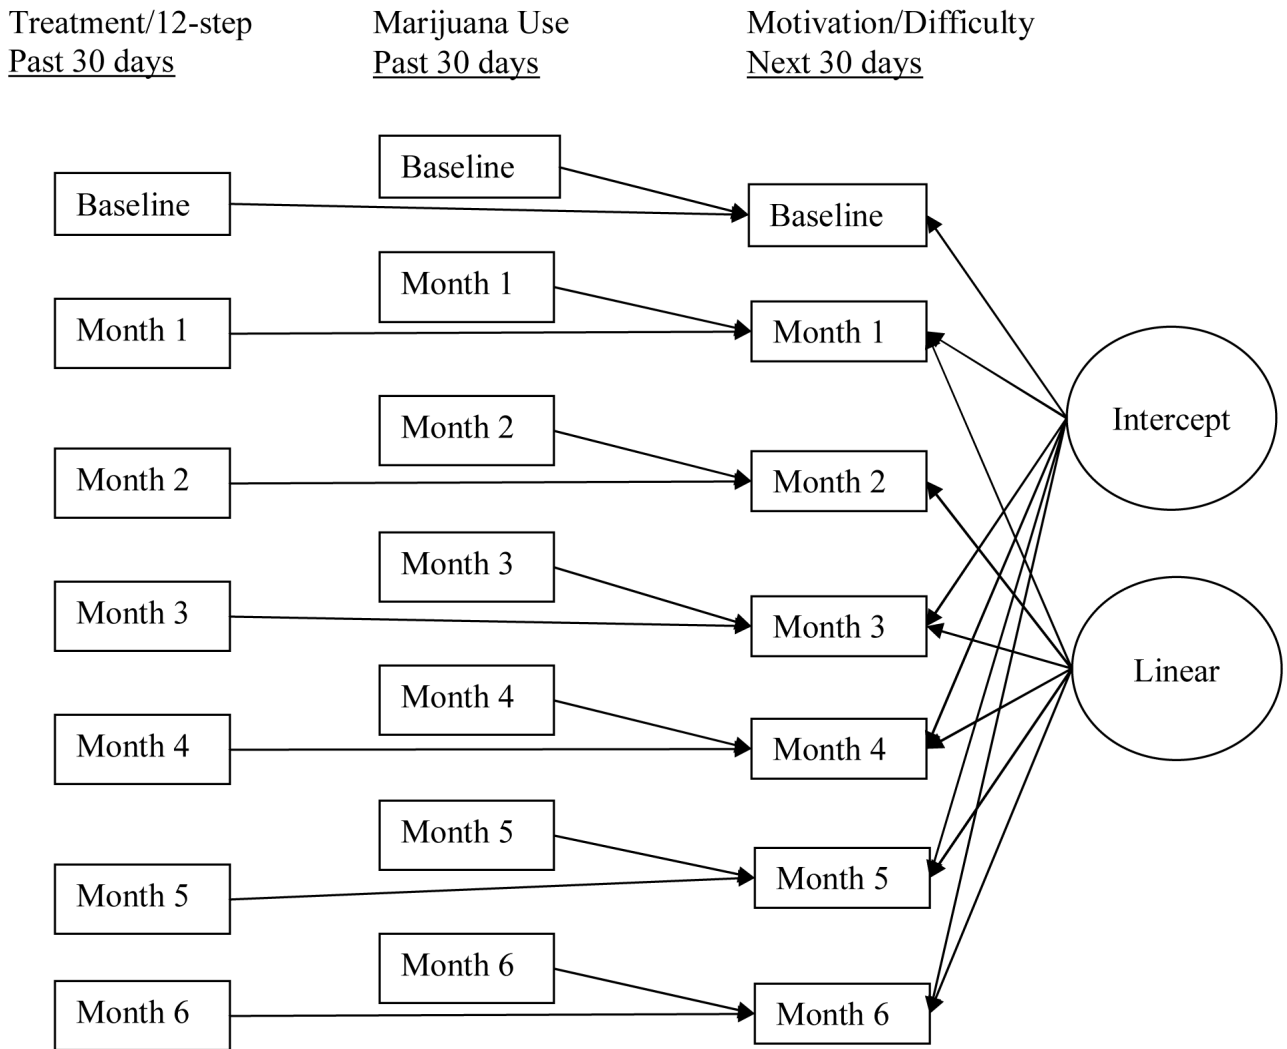 Treatment/12-step
Past 30 days
Marijuana Use
Past 30 days
Motivation/Difficulty
Next 30 days
Baseline
Month 1
Month 2
Month 3
Month 4
Month 5
Month 6
Baseline
Month 1
Month 2
Month 3
Month 4
Month 5
Month 6
Baseline
Month 1
Month 2
Month 3
Month 4
Month 5
Month 6
Intercept
Linear